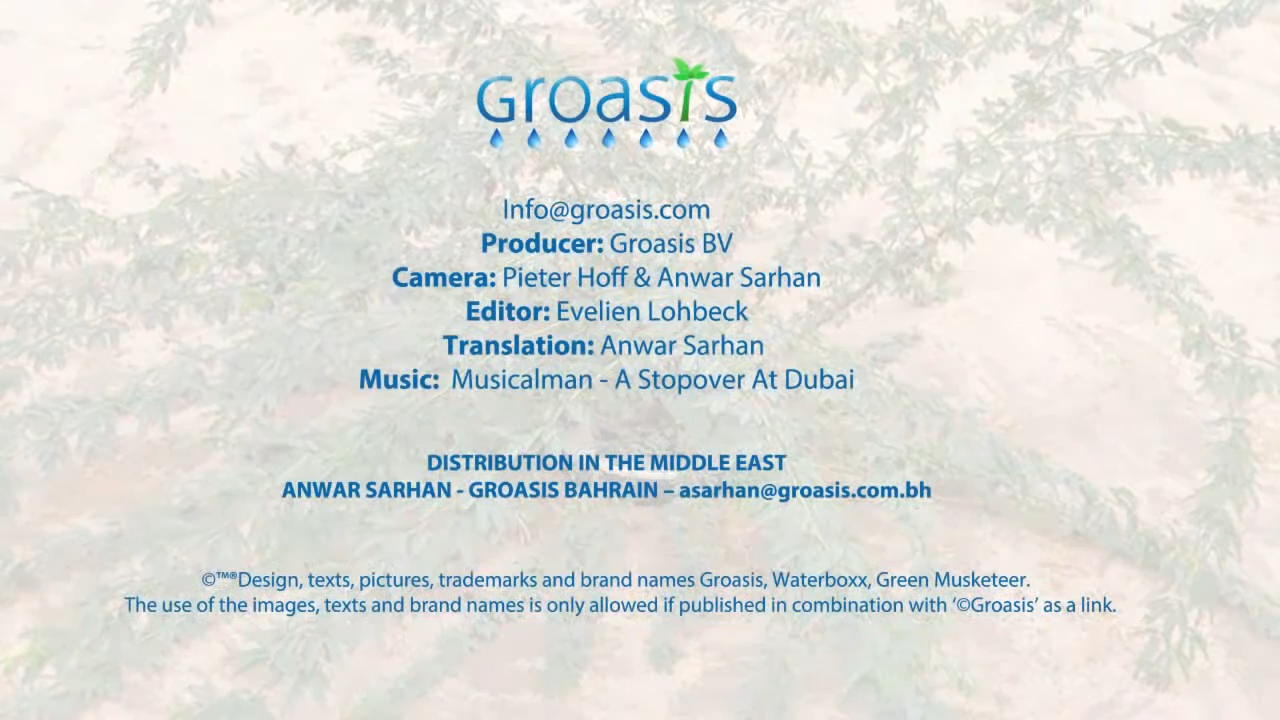 Groasis
Info@groasis.com
Producer: Groasis BV
Camera: Pieter Hoff & Anwar Sarhan
Editor: Evelien Lohbeck
Translation: Anwar Sarhan
Music: Musicalman - A Stopover At Dubai
DISTRIBUTION IN THE MIDDLE EAST
ANWAR SARHAN - GROASIS BAHRAIN – asarhan@groasis.com.bh
©™®Design, texts, pictures, trademarks and brand names Groasis, Waterboxx, Green Musketeer.
The use of the images, texts and brand names is only allowed if published in combination with ‘©Groasis’ as a link.